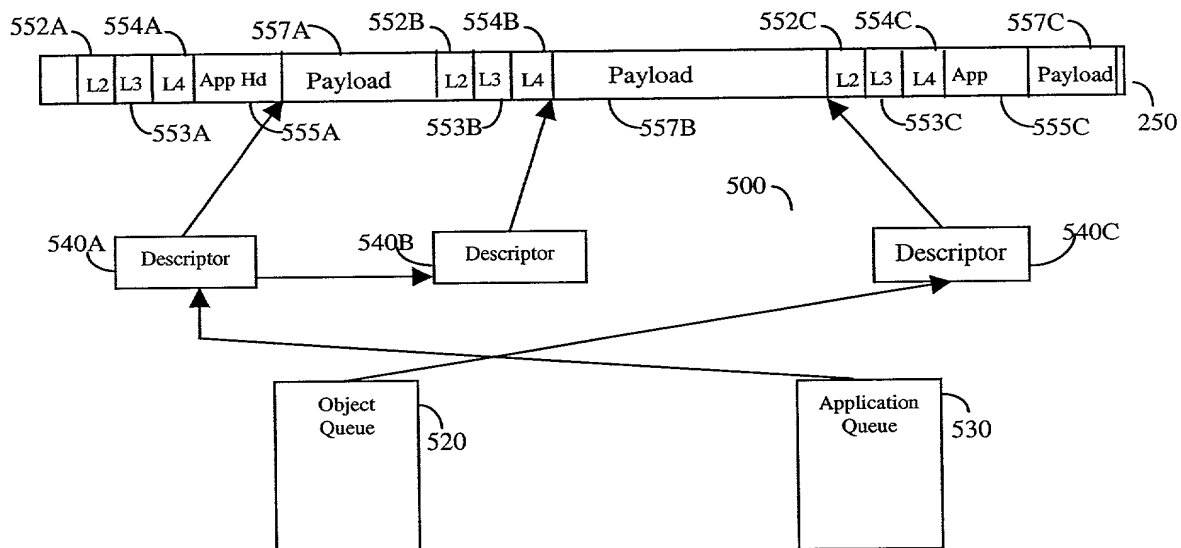 552A 554A 557A 552B 554B 552C 554C 557C
L2 L3 L4 App Hd Payload L2 L3 L4 Payload L2 L3 L4 App Payload
553A 555A 553B 557B 553C 555C 250
500
540A Descriptor 540B Descriptor Descriptor 540C
Object
Queue
520
Application
Queue
530